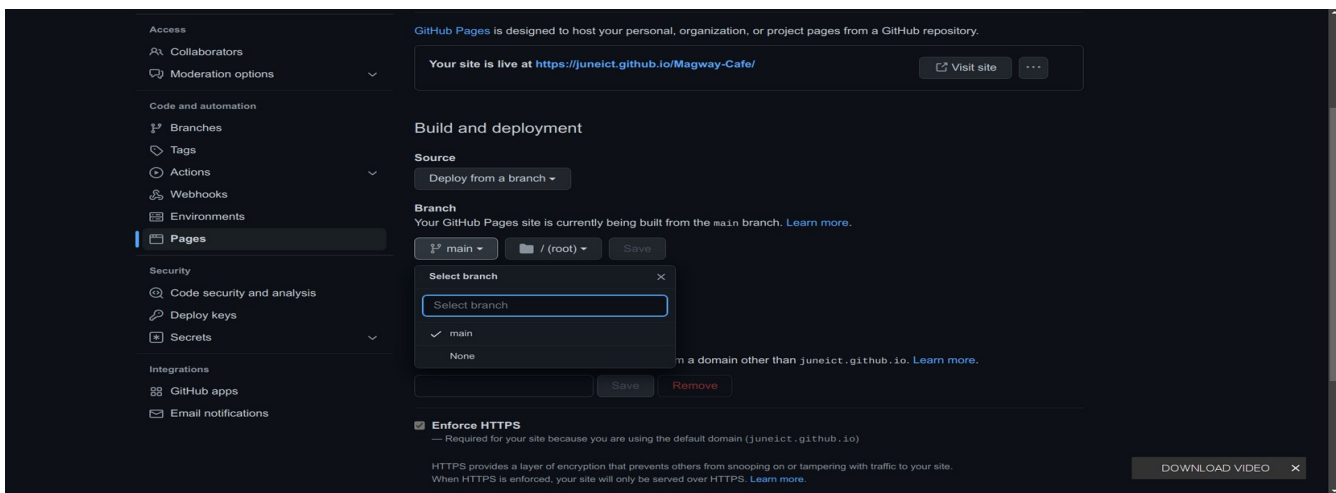 Access
Collaborators
Moderation options
Code and automation
Branches
Tags
Actions
Webhooks
Environments
Pages
Security
Code security and analysis
Deploy keys
Secrets
Integrations
GitHub apps
Email notifications
GitHub Pages is designed to host your personal, organization, or project pages from a GitHub repository.
Your site is live at https://juneict.github.io/Magway-Cafe/
Visit site
Build and deployment
Source
Deploy from a branch
Branch
Your GitHub Pages site is currently being built from the main branch. Learn more.
main
/ (root)
Save
Select branch
Select branch
main
None
m a domain other than juneict.github.io. Learn more.
Save
Remove
Enforce HTTPS
— Required for your site because you are using the default domain (juneict.github.io)
HTTPS provides a layer of encryption that prevents others from snooping on or tampering with traffic to your site.
When HTTPS is enforced, your site will only be served over HTTPS. Learn more.
DOWNLOAD VIDEO